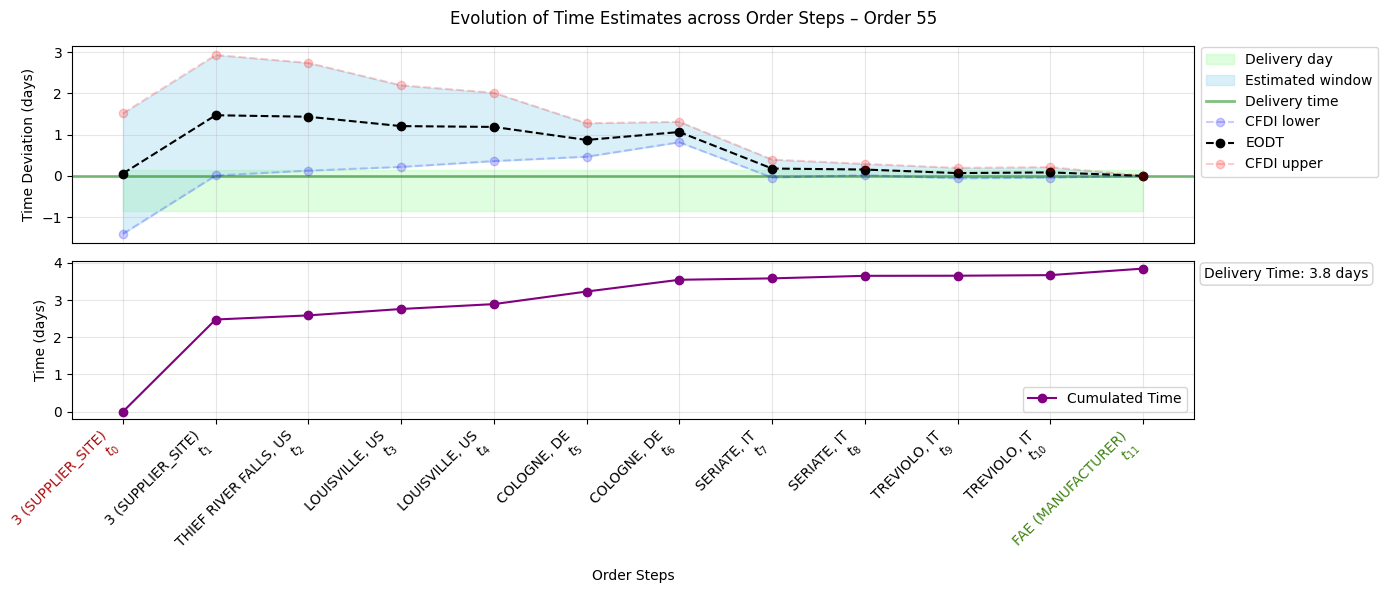 Evolution of Time Estimates across Order Steps – Order 55
Time Deviation (days)
3
2
1
0
−1
Delivery day
Estimated window
Delivery time
CFDI lower
EODT
CFDI upper
Time (days)
4
3
2
1
0
Delivery Time: 3.8 days
Cumulated Time
3 (SUPPLIER_SITE)
t0
3 (SUPPLIER_SITE)
t1
THIEF RIVER FALLS, US
t2
LOUISVILLE, US
t3
LOUISVILLE, US
t4
COLOGNE, DE
t5
COLOGNE, DE
t6
SERIATE, IT
t7
SERIATE, IT
t8
TREVIOLO, IT
t9
TREVIOLO, IT
t10
FAE (MANUFACTURER)
t11
Order Steps